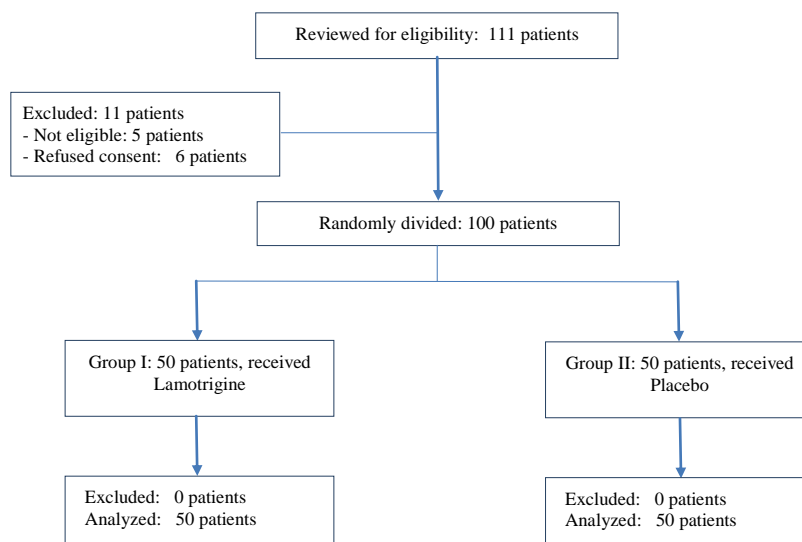 Reviewed for eligibility: 111 patients
Excluded: 11 patients
- Not eligible: 5 patients
- Refused consent: 6 patients
Randomly divided: 100 patients
Group I: 50 patients, received
Lamotrigine
Group II: 50 patients, received
Placebo
Excluded: 0 patients
Analyzed: 50 patients
Excluded: 0 patients
Analyzed: 50 patients